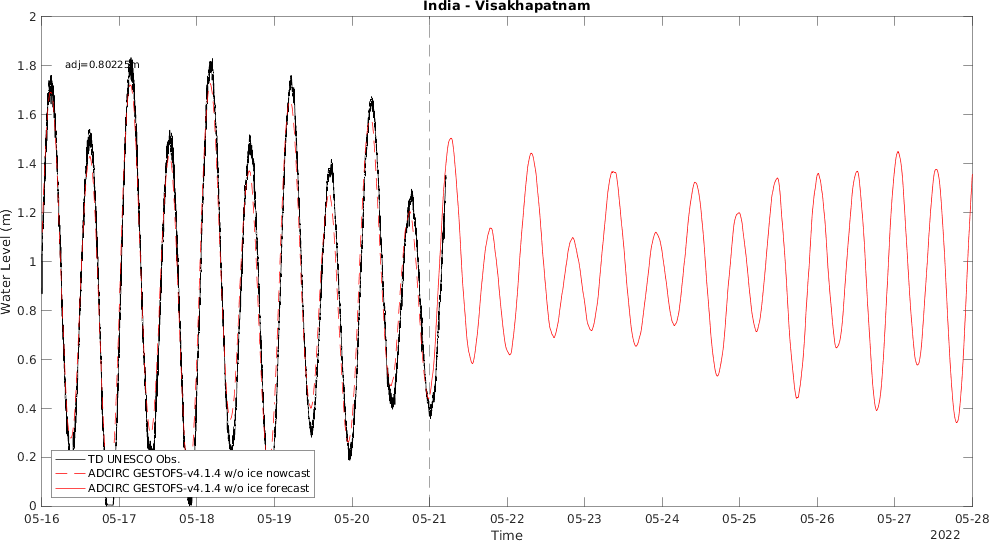 India - Visakhapatnam
adj=0.80225m
Water Level (m)
2
1.8
1.6
1.4
1.2
1
0.8
0.6
0.4
0.2
0
TD UNESCO Obs.
ADCIRC GESTOFS-v4.1.4 w/o ice nowcast
ADCIRC GESTOFS-v4.1.4 w/o ice forecast
05-16 05-17 05-18 05-19 05-20 05-21 05-22 05-23 05-24 05-25 05-26 05-27 05-28
Time
2022